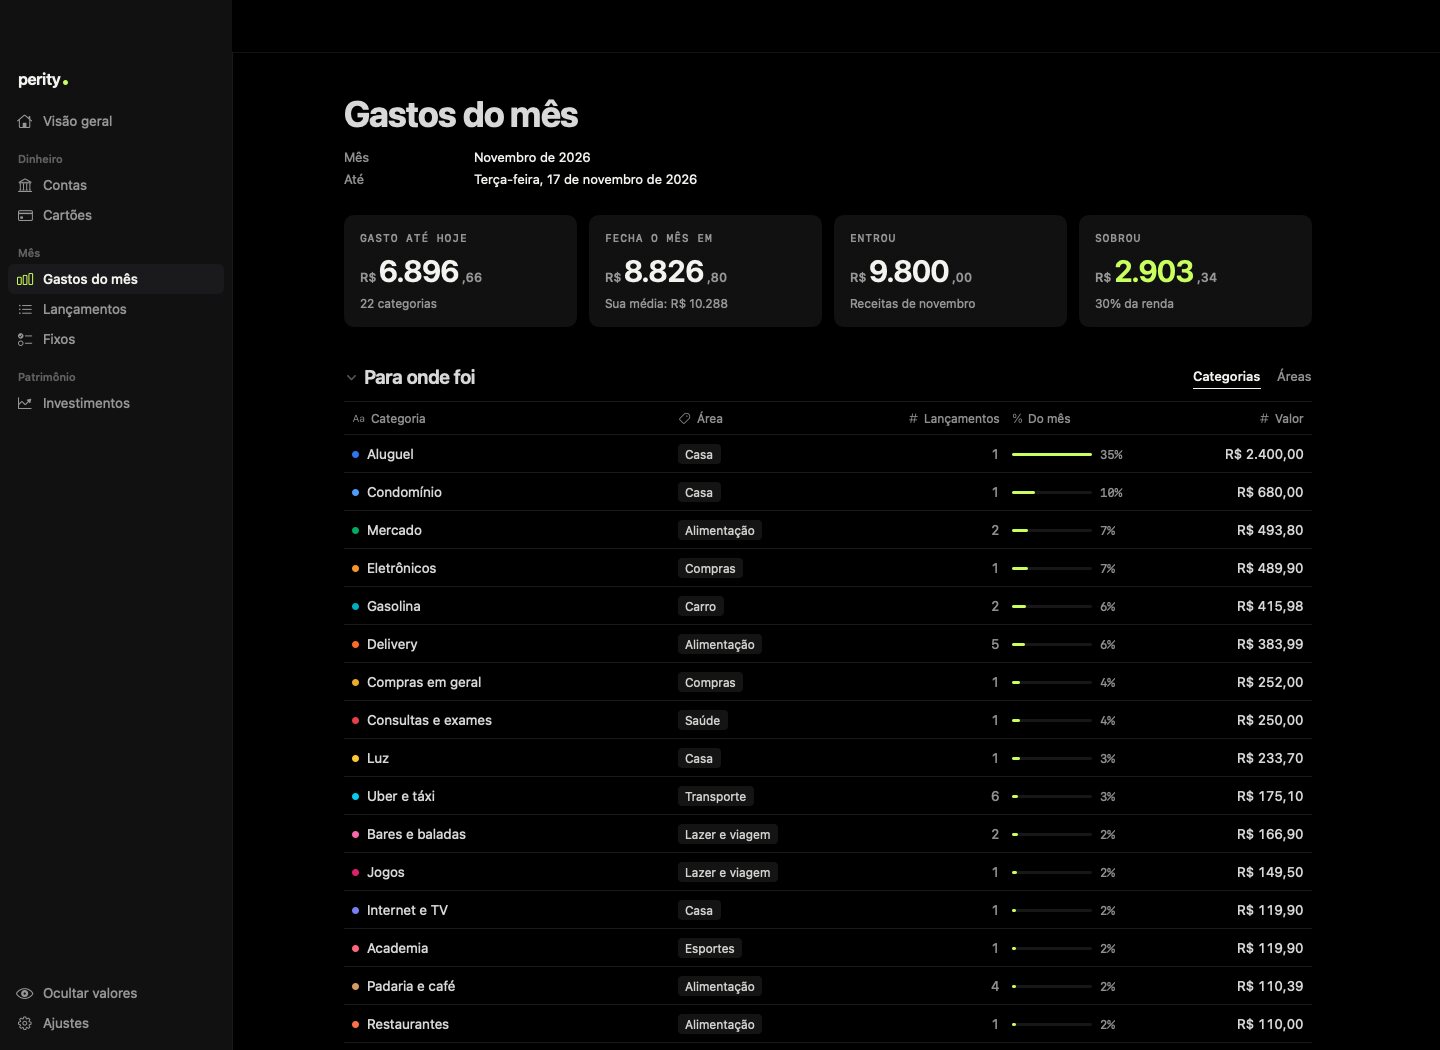 perity.
Visão geral
Dinheiro
Contas
Cartões
Mês
Gastos do mês
Lançamentos
Fixos
Patrimônio
Investimentos
Ocultar valores
Ajustes
Gastos do mês
Mês Novembro de 2026
Até Terça-feira, 17 de novembro de 2026
GASTO ATÉ HOJE
R$ 6.896,66
22 categorias
FECHA O MÊS EM
R$ 8.826,80
Sua média: R$ 10.288
ENTROU
R$ 9.800,00
Receitas de novembro
SOBROU
R$ 2.903,34
30% da renda
Para onde foi
Categorias Áreas
Aa Categoria Área # Lançamentos % Do mês # Valor
Aluguel Casa 1 35% R$ 2.400,00
Condomínio Casa 1 10% R$ 680,00
Mercado Alimentação 2 7% R$ 493,80
Eletrônicos Compras 1 7% R$ 489,90
Gasolina Carro 2 6% R$ 415,98
Delivery Alimentação 5 6% R$ 383,99
Compras em geral Compras 1 4% R$ 252,00
Consultas e exames Saúde 1 4% R$ 250,00
Luz Casa 1 3% R$ 233,70
Uber e táxi Transporte 6 3% R$ 175,10
Bares e baladas Lazer e viagem 2 2% R$ 166,90
Jogos Lazer e viagem 1 2% R$ 149,50
Internet e TV Casa 1 2% R$ 119,90
Academia Esportes 1 2% R$ 119,90
Padaria e café Alimentação 4 2% R$ 110,39
Restaurantes Alimentação 1 2% R$ 110,00